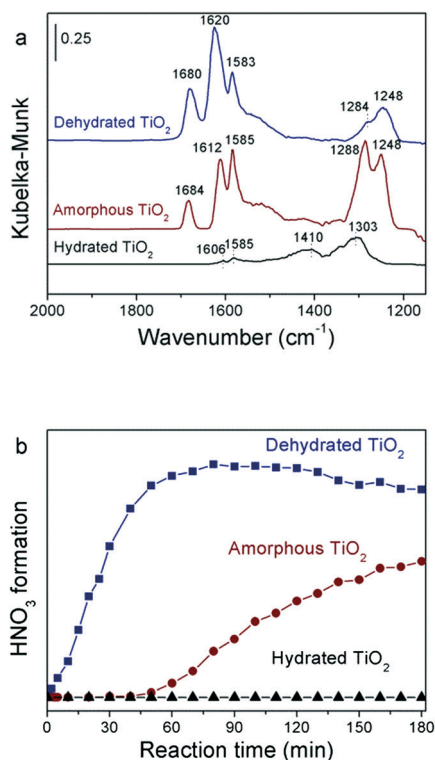 a
0.25
1620
1680
1583
1284
1248
Dehydrated TiO2
1612
1585
1288
1248
1684
Amorphous TiO2
Hydrated TiO2
1606
1585
1410
1303
Kubelka-Munk
2000 1800 1600 1400 1200
Wavenumber (cm-1)
b
Dehydrated TiO2
Amorphous TiO2
Hydrated TiO2
HNO3 formation
0 30 60 90 120 150 180
Reaction time (min)